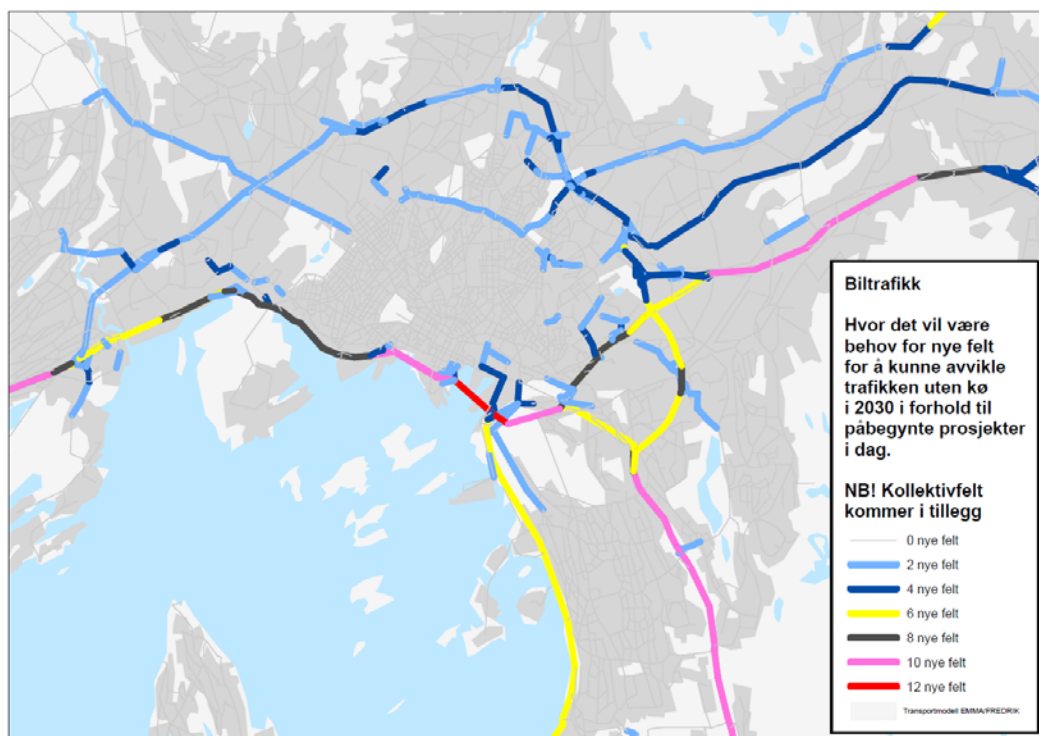 Biltrafikk
Hvor det vil være
behov for nye felt
for å kunne avvikle
trafikken uten kø
i 2030 i forhold til
påbegynte prosjekter
i dag.
NB! Kollektivfelt
kommer i tillegg
0 nye felt
2 nye felt
4 nye felt
6 nye felt
8 nye felt
10 nye felt
12 nye felt
Transportmodell EMMA/FREDRIK